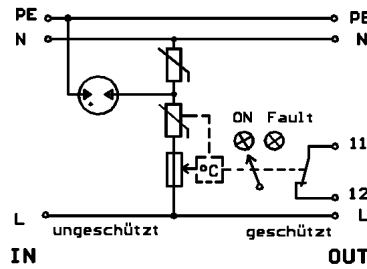 PE PE
N N
ON Fault
11
°C
12
L L
ungeschützt geschützt
IN OUT